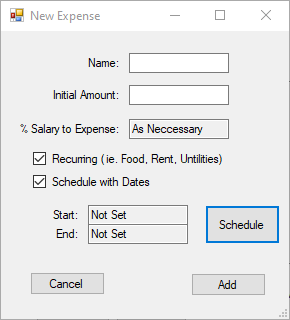 New Expense
Name:
Initial Amount:
% Salary to Expense: As Neccessary
Recurring (ie. Food, Rent, Untilities)
Schedule with Dates
Start: Not Set
End: Not Set
Schedule
Cancel Add